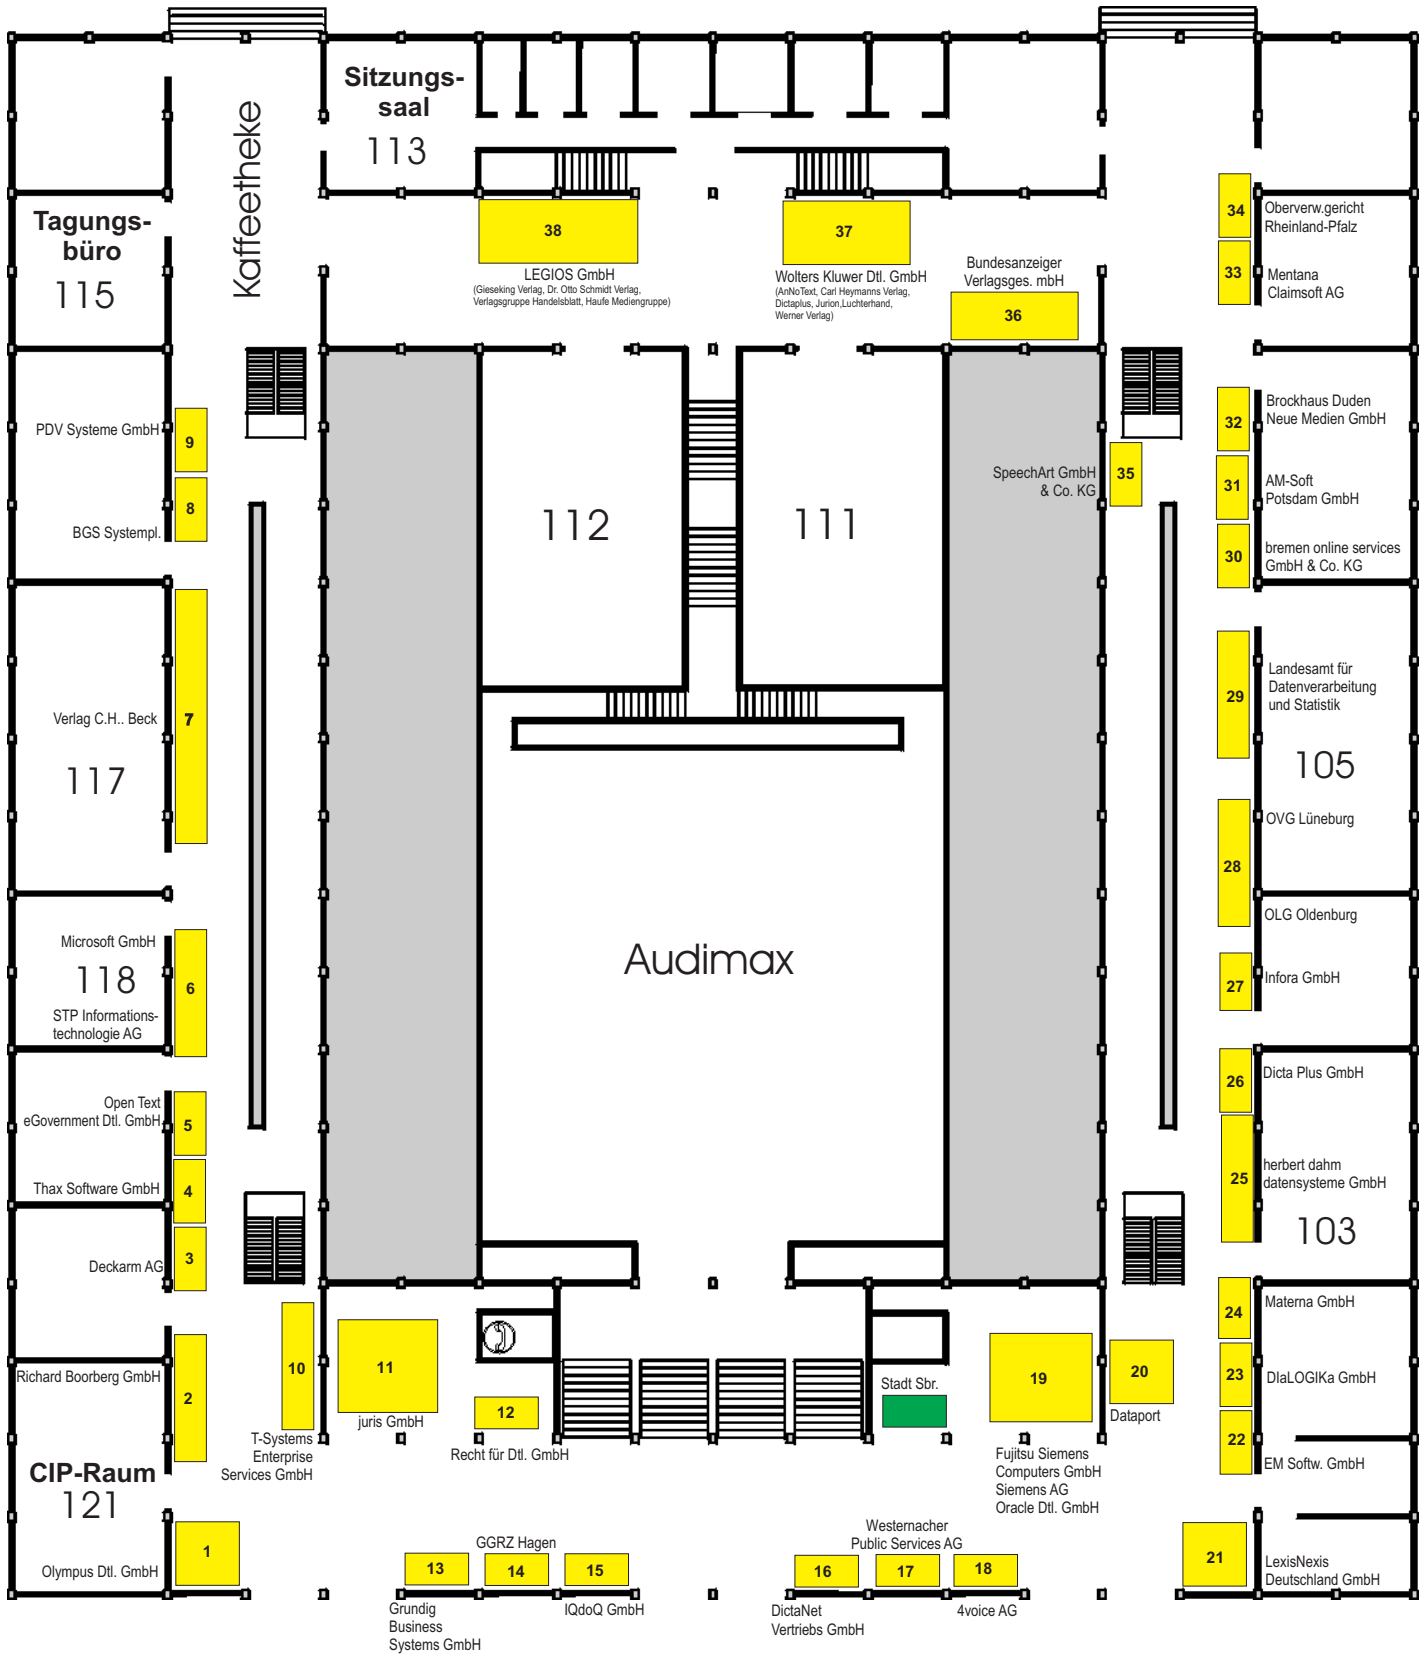 Sitzungs-
saal
113
Kaffeetheke
Tagungs-
büro
115
38
LEGIOS GmbH
(Gieseking Verlag, Dr. Otto Schmidt Verlag,
Verlagsgruppe Handelsblatt, Haufe Mediengruppe)
37
Wolters Kluwer Dtl. GmbH
(AnNoText, Carl Heymanns Verlag,
Dictaplus, Jurion,Luchterhand,
Werner Verlag)
Bundesanzeiger
Verlagsges. mbH
36
34
Oberverw.gericht
Rheinland-Pfalz
33
Mentana
Claimsoft AG
PDV Systeme GmbH
9
8
BGS Systempl.
112
111
SpeechArt GmbH
& Co. KG
35
32
Brockhaus Duden
Neue Medien GmbH
31
AM-Soft
Potsdam GmbH
30
bremen online services
GmbH & Co. KG
Verlag C.H.. Beck
7
117
29
Landesamt für
Datenverarbeitung
und Statistik
105
OVG Lüneburg
28
OLG Oldenburg
Microsoft GmbH
118
6
STP Informations-
technologie AG
Audimax
27
Infora GmbH
Open Text
eGovernment Dtl. GmbH
5
Thax Software GmbH
4
Deckarm AG
3
26
Dicta Plus GmbH
25
herbert dahm
datensysteme GmbH
103
24
Materna GmbH
23
DIaLOGIKa GmbH
22
EM Softw. GmbH
Richard Boorberg GmbH
2
CIP-Raum
121
Olympus Dtl. GmbH
1
10
T-Systems
Enterprise
Services GmbH
11
juris GmbH
12
Recht für Dtl. GmbH
Stadt Sbr.
19
Fujitsu Siemens
Computers GmbH
Siemens AG
Oracle Dtl. GmbH
20
Dataport
13
Grundig
Business
Systems GmbH
GGRZ Hagen
14
15
IQdoQ GmbH
16
DictaNet
Vertriebs GmbH
Westernacher
Public Services AG
17
18
4voice AG
21
LexisNexis
Deutschland GmbH